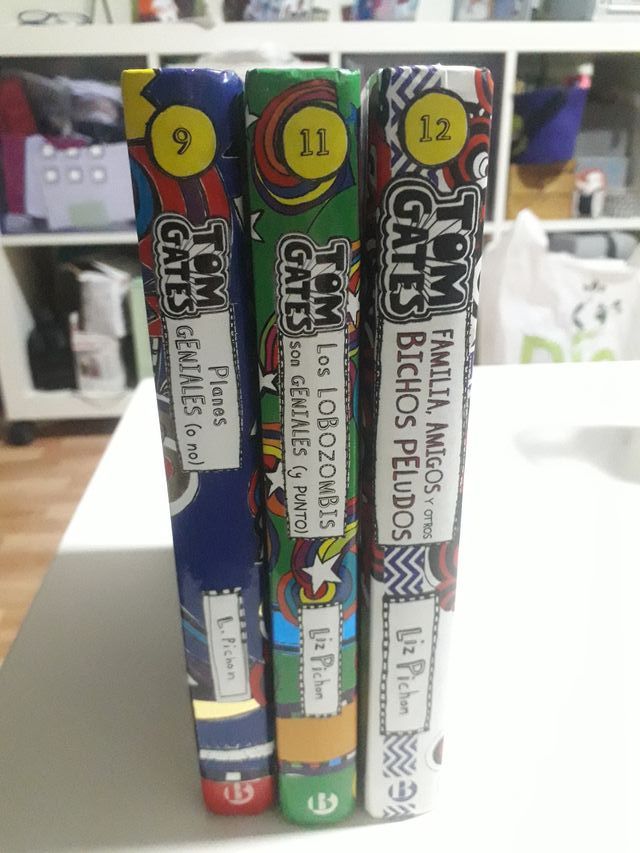 9
TOM
GATES
Planes
GENIALES (o no)
L. Pichon
11
TOM
GATES
Los LOBOZOMBIS
son GENIALES (y PUNTO)
Liz Pichon
12
TOM
GATES
FAMILIA, AMIGOS Y OTROS
BICHOS PELUDOS
Liz Pichon